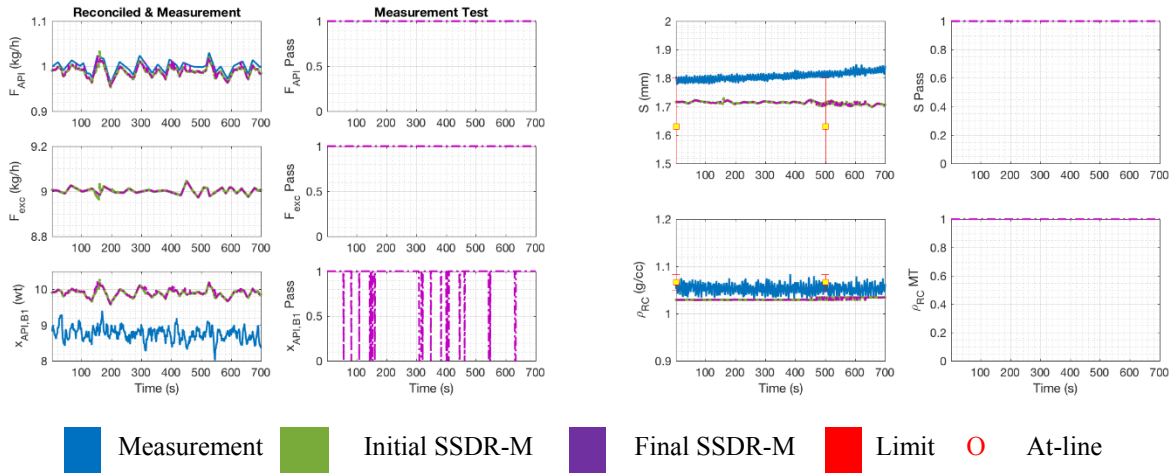 Reconciled & Measurement
F_API (kg/h)
1.1
1
0.9
100 200 300 400 500 600 700
Measurement Test
F_API Pass
1
0.5
0
100 200 300 400 500 600 700
F_exc (kg/h)
9.2
9
8.8
100 200 300 400 500 600 700
F_exc Pass
1
0.5
0
100 200 300 400 500 600 700
x_API,B1 (wt)
10
9
8
100 200 300 400 500 600 700
Time (s)
x_API,B1 Pass
1
0.5
0
100 200 300 400 500 600 700
Time (s)
S (mm)
2
1.9
1.8
1.7
1.6
1.5
100 200 300 400 500 600 700
S Pass
1
0.8
0.6
0.4
0.2
0
100 200 300 400 500 600 700
ρ_RC (g/cc)
1.2
1.1
1
0.9
100 200 300 400 500 600 700
Time (s)
ρ_RC MT
1
0.8
0.6
0.4
0.2
0
100 200 300 400 500 600 700
Time (s)
Measurement Initial SSDR-M Final SSDR-M Limit O At-line